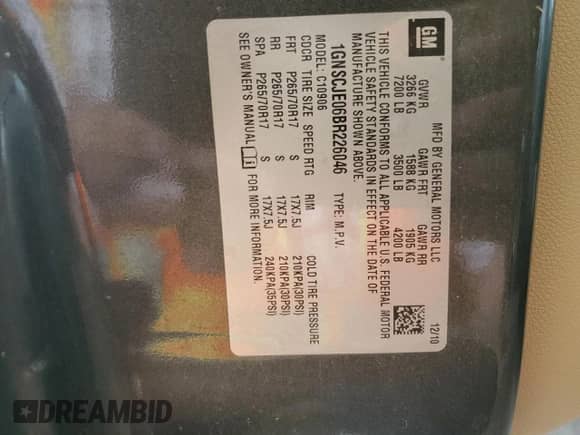 GM
MFD BY GENERAL MOTORS LLC 12/10
GVWR GAWR FRT GAWR RR
3266 KG 1588 KG 1905 KG
7200 LB 3500 LB 4200 LB
THIS VEHICLE CONFORMS TO ALL APPLICABLE U.S. FEDERAL MOTOR
VEHICLE SAFETY STANDARDS IN EFFECT ON THE DATE OF
MANUFACTURE SHOWN ABOVE.
1GNSCJE06BR226046 TYPE: M.P.V.
MODEL: C10906
CDCR TIRE SIZE SPEED RTG RIM COLD TIRE PRESSURE
FRT P265/70R17 S 17X7.5J 210KPA(30PSI)
RR P265/70R17 S 17X7.5J 210KPA(30PSI)
SPA P265/70R17 S 17X7.5J 240KPA(35PSI)
SEE OWNER'S MANUAL FOR MORE INFORMATION.
DREAMBID